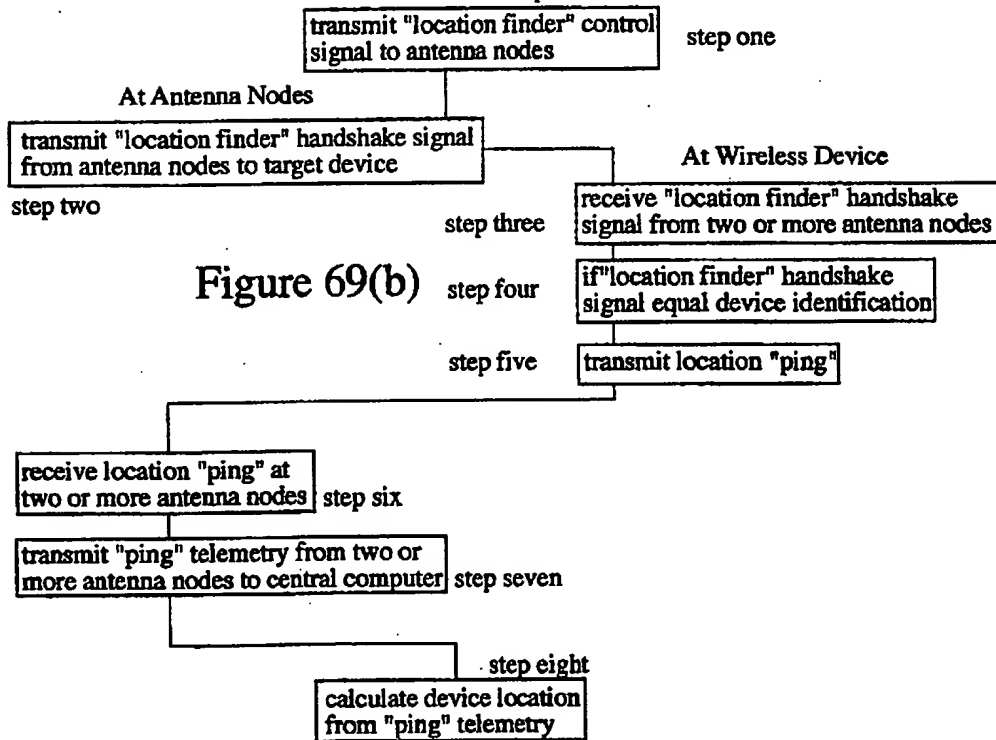 transmit "location finder" control
signal to antenna nodes
step one
At Antenna Nodes
transmit "location finder" handshake signal
from antenna nodes to target device
step two
At Wireless Device
receive "location finder" handshake
signal from two or more antenna nodes
step three
Figure 69(b)
step four
if"location finder" handshake
signal equal device identification
step five
transmit location "ping"
receive location "ping" at
two or more antenna nodes
step six
transmit "ping" telemetry from two or
more antenna nodes to central computer
step seven
step eight
calculate device location
from "ping" telemetry